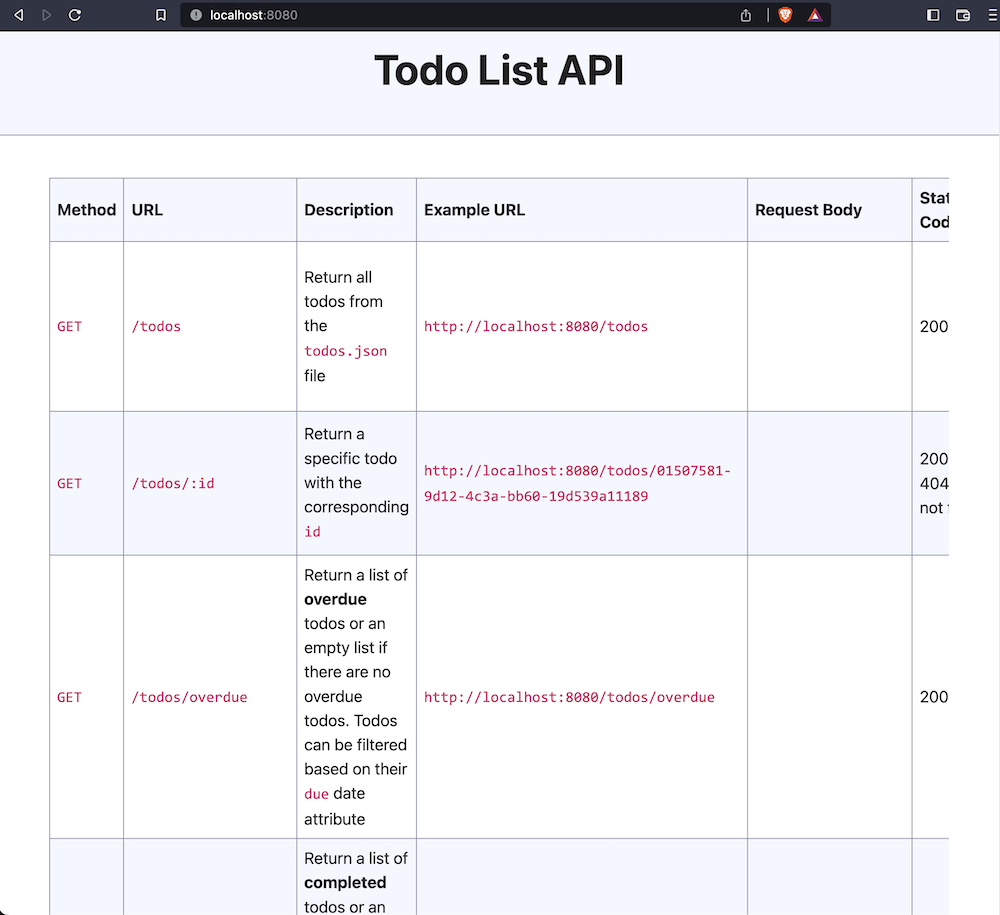 localhost:8080
Todo List API
Method URL Description Example URL Request Body
GET /todos Return all
todos from
the
todos.json
file http://localhost:8080/todos 200
GET /todos/:id Return a
specific todo
with the
corresponding
id http://localhost:8080/todos/01507581-
9d12-4c3a-bb60-19d539a11189 200
404
not
GET /todos/overdue Return a list of
overdue
todos or an
empty list if
there are no
overdue
todos. Todos
can be filtered
based on their
due date
attribute http://localhost:8080/todos/overdue 200
Return a list of
completed
todos or an